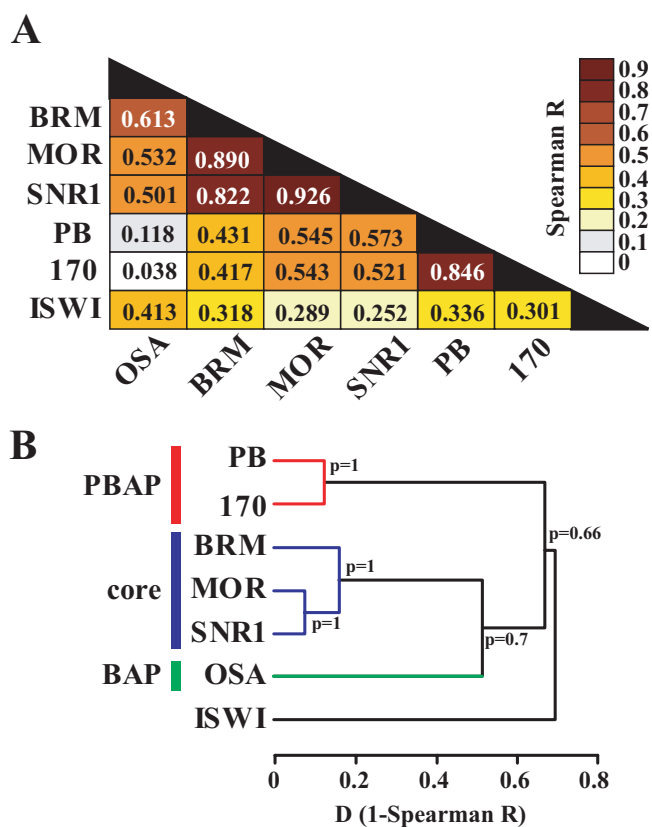 A
BRM 0.613
MOR 0.532 0.890
SNR1 0.501 0.822 0.926
PB 0.118 0.431 0.545 0.573
170 0.038 0.417 0.543 0.521 0.846
ISWI 0.413 0.318 0.289 0.252 0.336 0.301
OSA BRM MOR SNR1 PB 170
Spearman R
0.9
0.8
0.7
0.6
0.5
0.4
0.3
0.2
0.1
0
B
PBAP
core
BAP
PB
170
BRM
MOR
SNR1
OSA
ISWI
p=1
p=1
p=1
p=0.7
p=0.66
0 0.2 0.4 0.6 0.8
D (1-Spearman R)